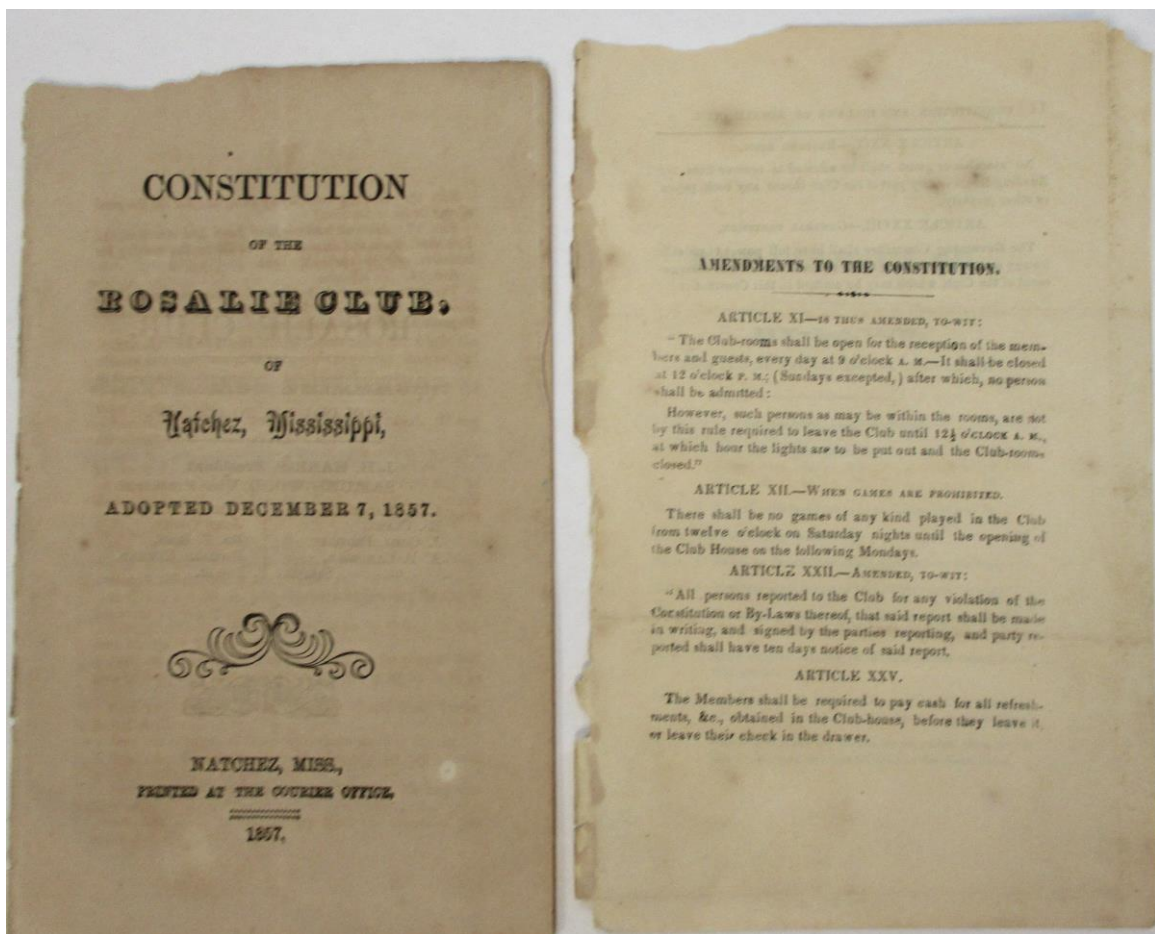 CONSTITUTION
OF THE
ROSALIE CLUB,
OF
Natchez, Mississippi,
ADOPTED DECEMBER 7, 1857.
NATCHEZ, MISS.,
PRINTED AT THE COURIER OFFICE.
1857.
AMENDMENTS TO THE CONSTITUTION.
ARTICLE XI—IS THUS AMENDED, TO-WIT:
"The Club-rooms shall be open for the reception of the mem-
bers and guests, every day at 9 o'clock A. M.—It shall be closed
at 12 o'clock P. M.; (Sundays excepted,) after which, no person
shall be admitted:
However, such persons as may be within the rooms, are not
by this rule required to leave the Club until 12½ O'CLOCK A. M.,
at which hour the lights are to be put out and the Club-rooms
closed."
ARTICLE XII.—WHEN GAMES ARE PROHIBITED.
There shall be no games of any kind played in the Club
from twelve o'clock on Saturday nights until the opening of
the Club House on the following Mondays.
ARTICLE XXII.—AMENDED, TO-WIT:
"All persons reported to the Club for any violation of the
Constitution or By-Laws thereof, that said report shall be made
in writing, and signed by the parties reporting, and party re-
ported shall have ten days notice of said report.
ARTICLE XXV.
The Members shall be required to pay cash for all refresh-
ments, &c., obtained in the Club-house, before they leave it,
or leave their check in the drawer.